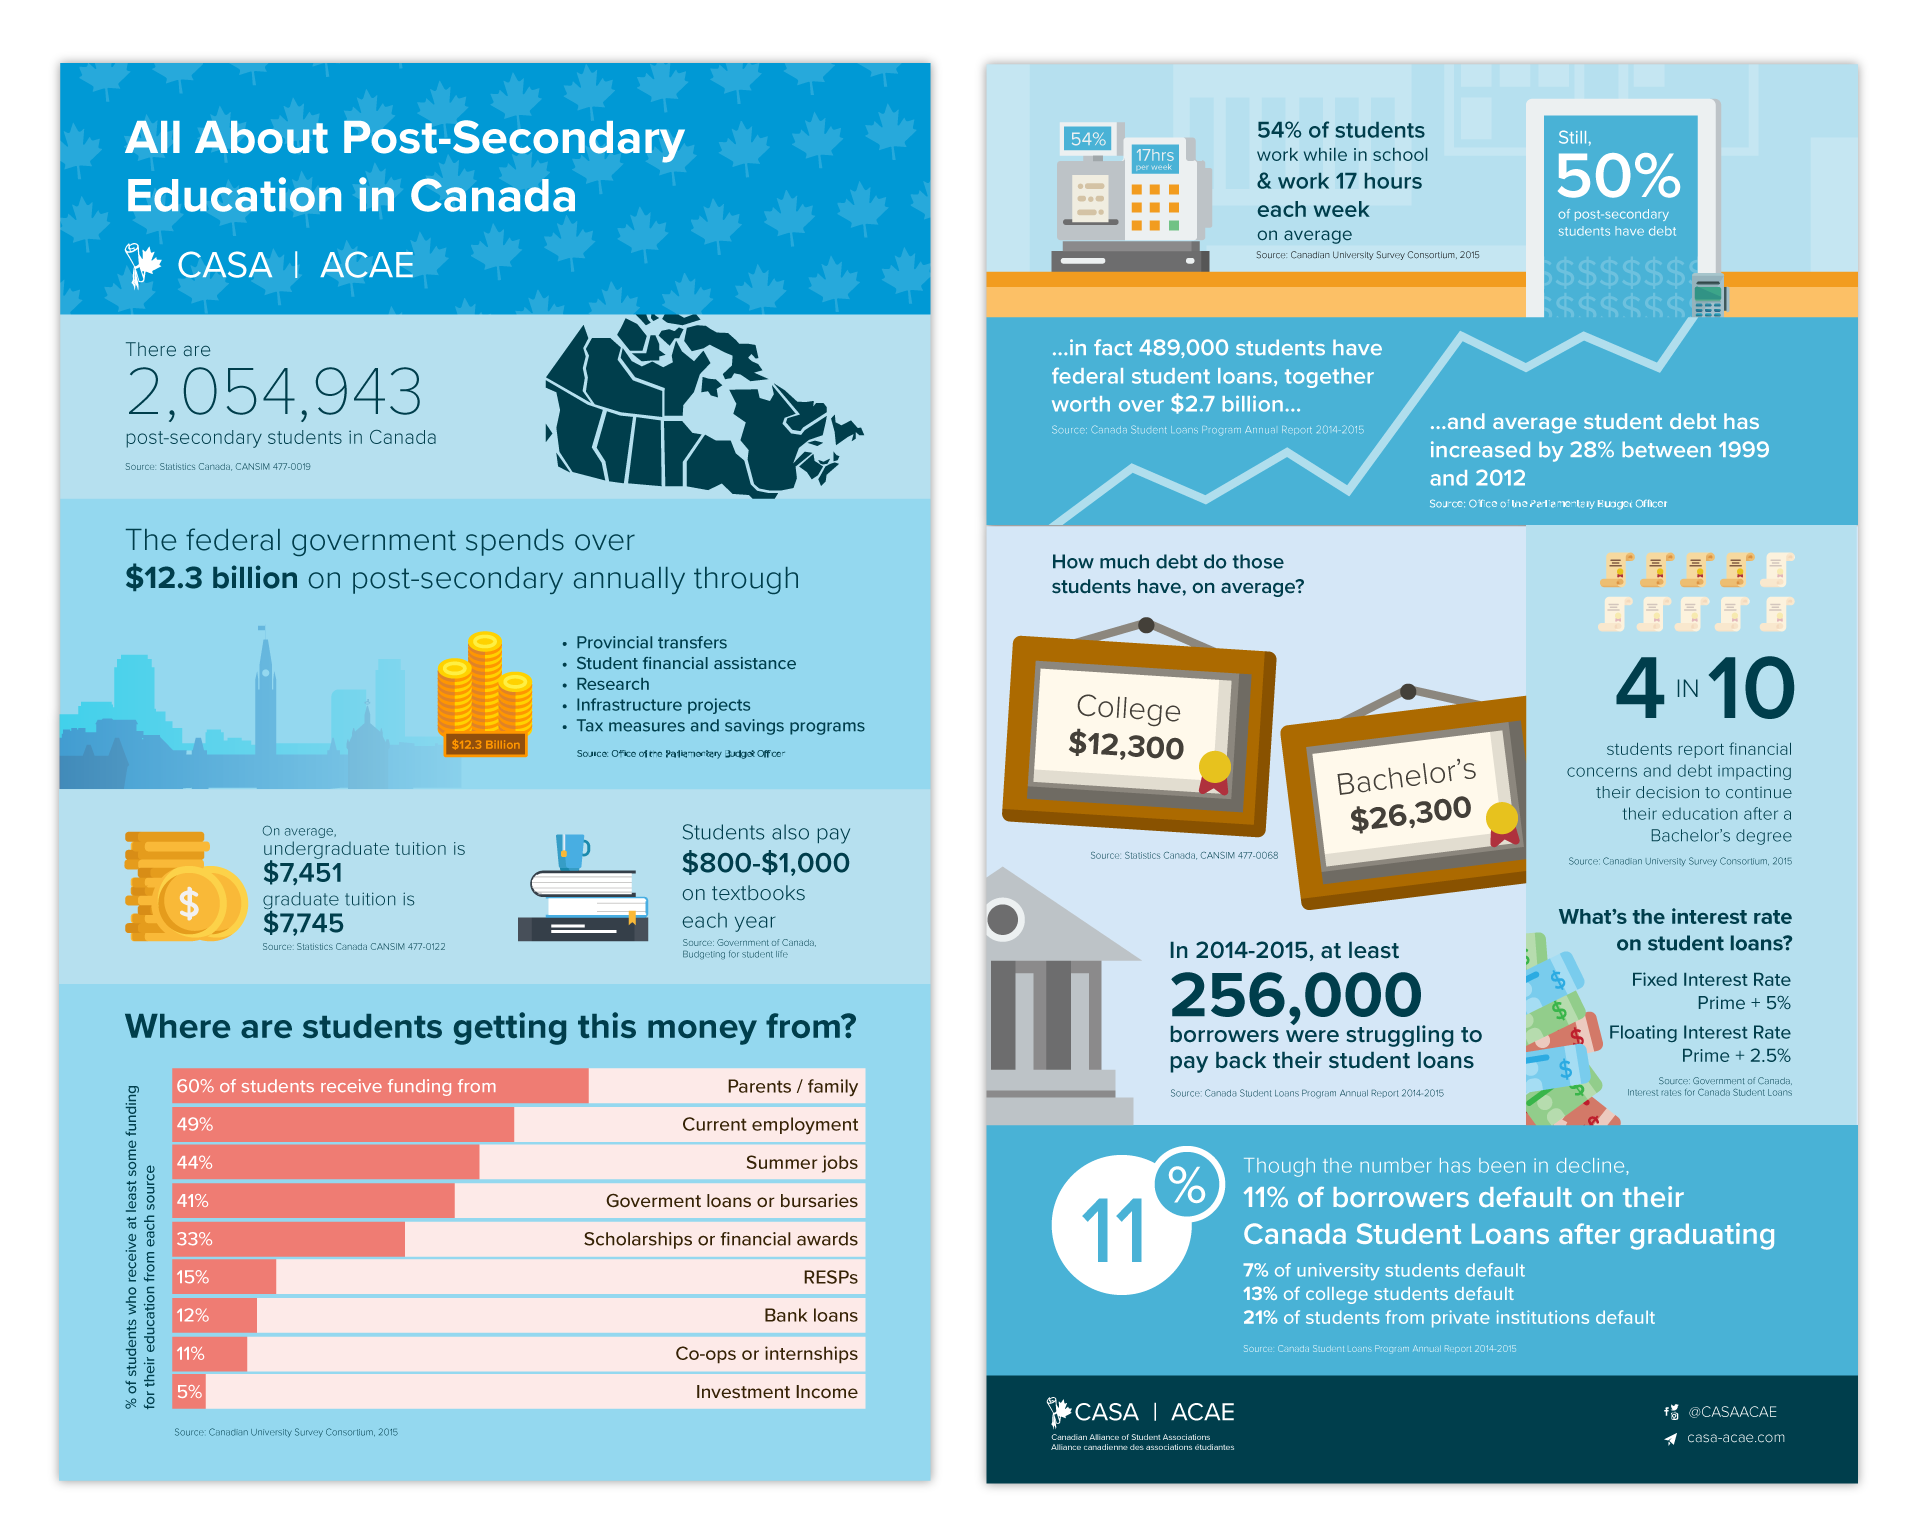 All About Post-Secondary
Education in Canada
CASA | ACAE
There are
2,054,943
post-secondary students in Canada
Source: Statistics Canada, CANSIM 477-0019
The federal government spends over
$12.3 billion on post-secondary annually through
• Provincial transfers
• Student financial assistance
• Research
• Infrastructure projects
• Tax measures and savings programs
$12.3 Billion
Source: Office of the Parliamentary Budget Officer
On average,
undergraduate tuition is
$7,451
graduate tuition is
$7,745
Source: Statistics Canada CANSIM 477-0122
$
Students also pay
$800-$1,000
on textbooks
each year
Source: Government of Canada,
Budgeting for student life
Where are students getting this money from?
% of students who receive at least some funding
for their education from each source
60% of students receive funding from Parents / family
49% Current employment
44% Summer jobs
41% Goverment loans or bursaries
33% Scholarships or financial awards
15% RESPs
12% Bank loans
11% Co-ops or internships
5% Investment Income
Source: Canadian University Survey Consortium, 2015
54%
17hrs
per week
54% of students
work while in school
& work 17 hours
each week
on average
Source: Canadian University Survey Consortium, 2015
Still,
50%
of post-secondary
students have debt
$$$$$$$$
$$$$$$$
...in fact 489,000 students have
federal student loans, together
worth over $2.7 billion...
Source: Canada Student Loans Program Annual Report 2014-2015
...and average student debt has
increased by 28% between 1999
and 2012
Source: Office of the Parliamentary Budget Officer
How much debt do those
students have, on average?
College
$12,300
Bachelor's
$26,300
Source: Statistics Canada, CANSIM 477-0068
4 IN 10
students report financial
concerns and debt impacting
their decision to continue
their education after a
Bachelor's degree
Source: Canadian University Survey Consortium, 2015
In 2014-2015, at least
256,000
borrowers were struggling to
pay back their student loans
Source: Canada Student Loans Program Annual Report 2014-2015
What's the interest rate
on student loans?
Fixed Interest Rate
Prime + 5%
Floating Interest Rate
Prime + 2.5%
Source: Government of Canada,
Interest rates for Canada Student Loans
11%
Though the number has been in decline,
11% of borrowers default on their
Canada Student Loans after graduating
7% of university students default
13% of college students default
21% of students from private institutions default
Source: Canada Student Loans Program Annual Report 2014-2015
CASA | ACAE
Canadian Alliance of Student Associations
Alliance canadienne des associations étudiantes
@CASAACAE
casa-acae.com